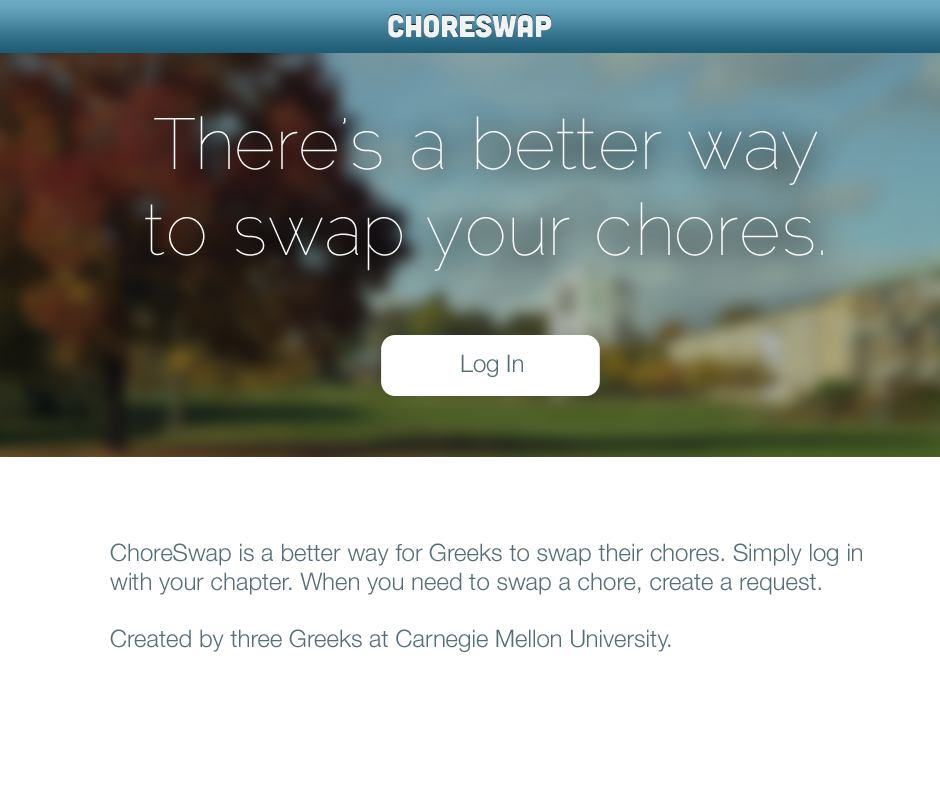 CHORESWAP
There's a better way
to swap your chores.
Log In
ChoreSwap is a better way for Greeks to swap their chores. Simply log in
with your chapter. When you need to swap a chore, create a request.
Created by three Greeks at Carnegie Mellon University.